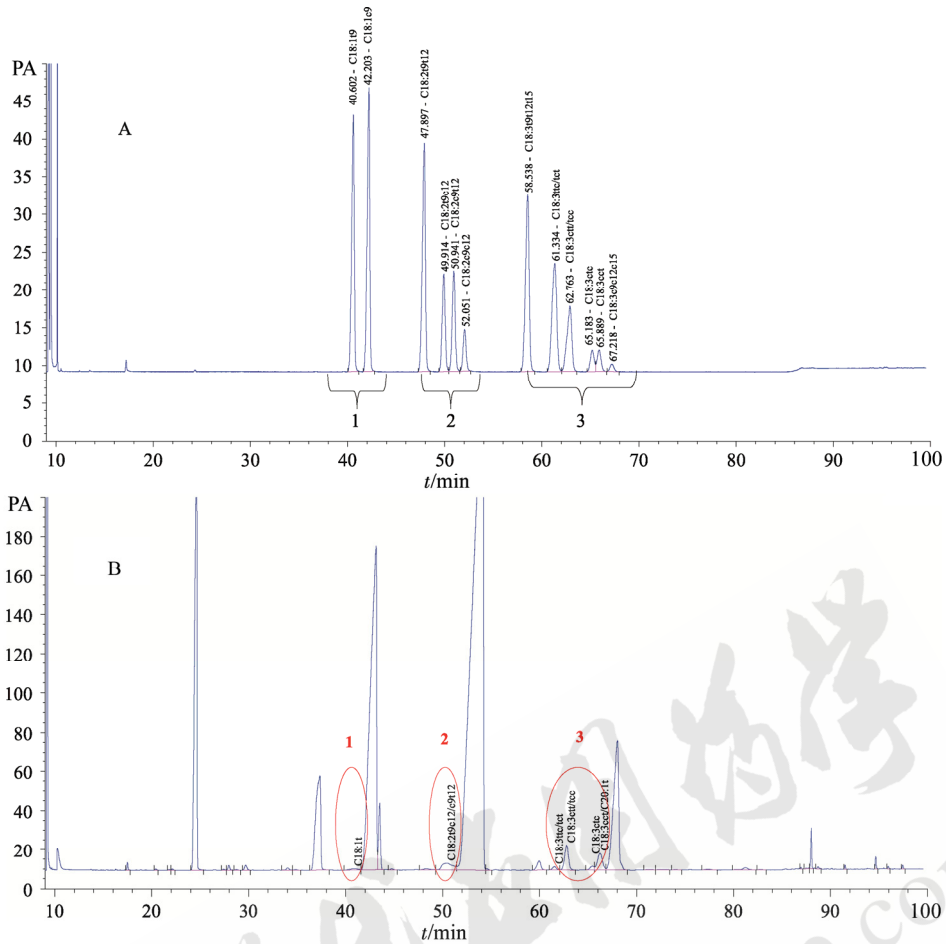 PA
A
40.602 - C18:1t9
42.203 - C18:1c9
47.897 - C18:2t9t12
49.914 - C18:2t9c12
50.941 - C18:2c9t12
52.051 - C18:2c9c12
58.538 - C18:3t9t12t15
61.334 - C18:3ttc/tct
62.763 - C18:3ctt/tcc
65.183 - C18:3ctc
65.889 - C18:3cct
67.218 - C18:3c9c12c15
45
40
35
30
25
20
15
10
5
0
1 2 3
10 20 30 40 50 60 70 80 90 100
t/min
PA
B
180
160
140
120
100
80
60
40
20
0
1 2 3
C18:1t
C18:2t9c12/c9t12
C18:3ttc/tct
C18:3ctt/tcc
C18:3ctc
C18:3cct/C20:1t
10 20 30 40 50 60 70 80 90 100
t/min